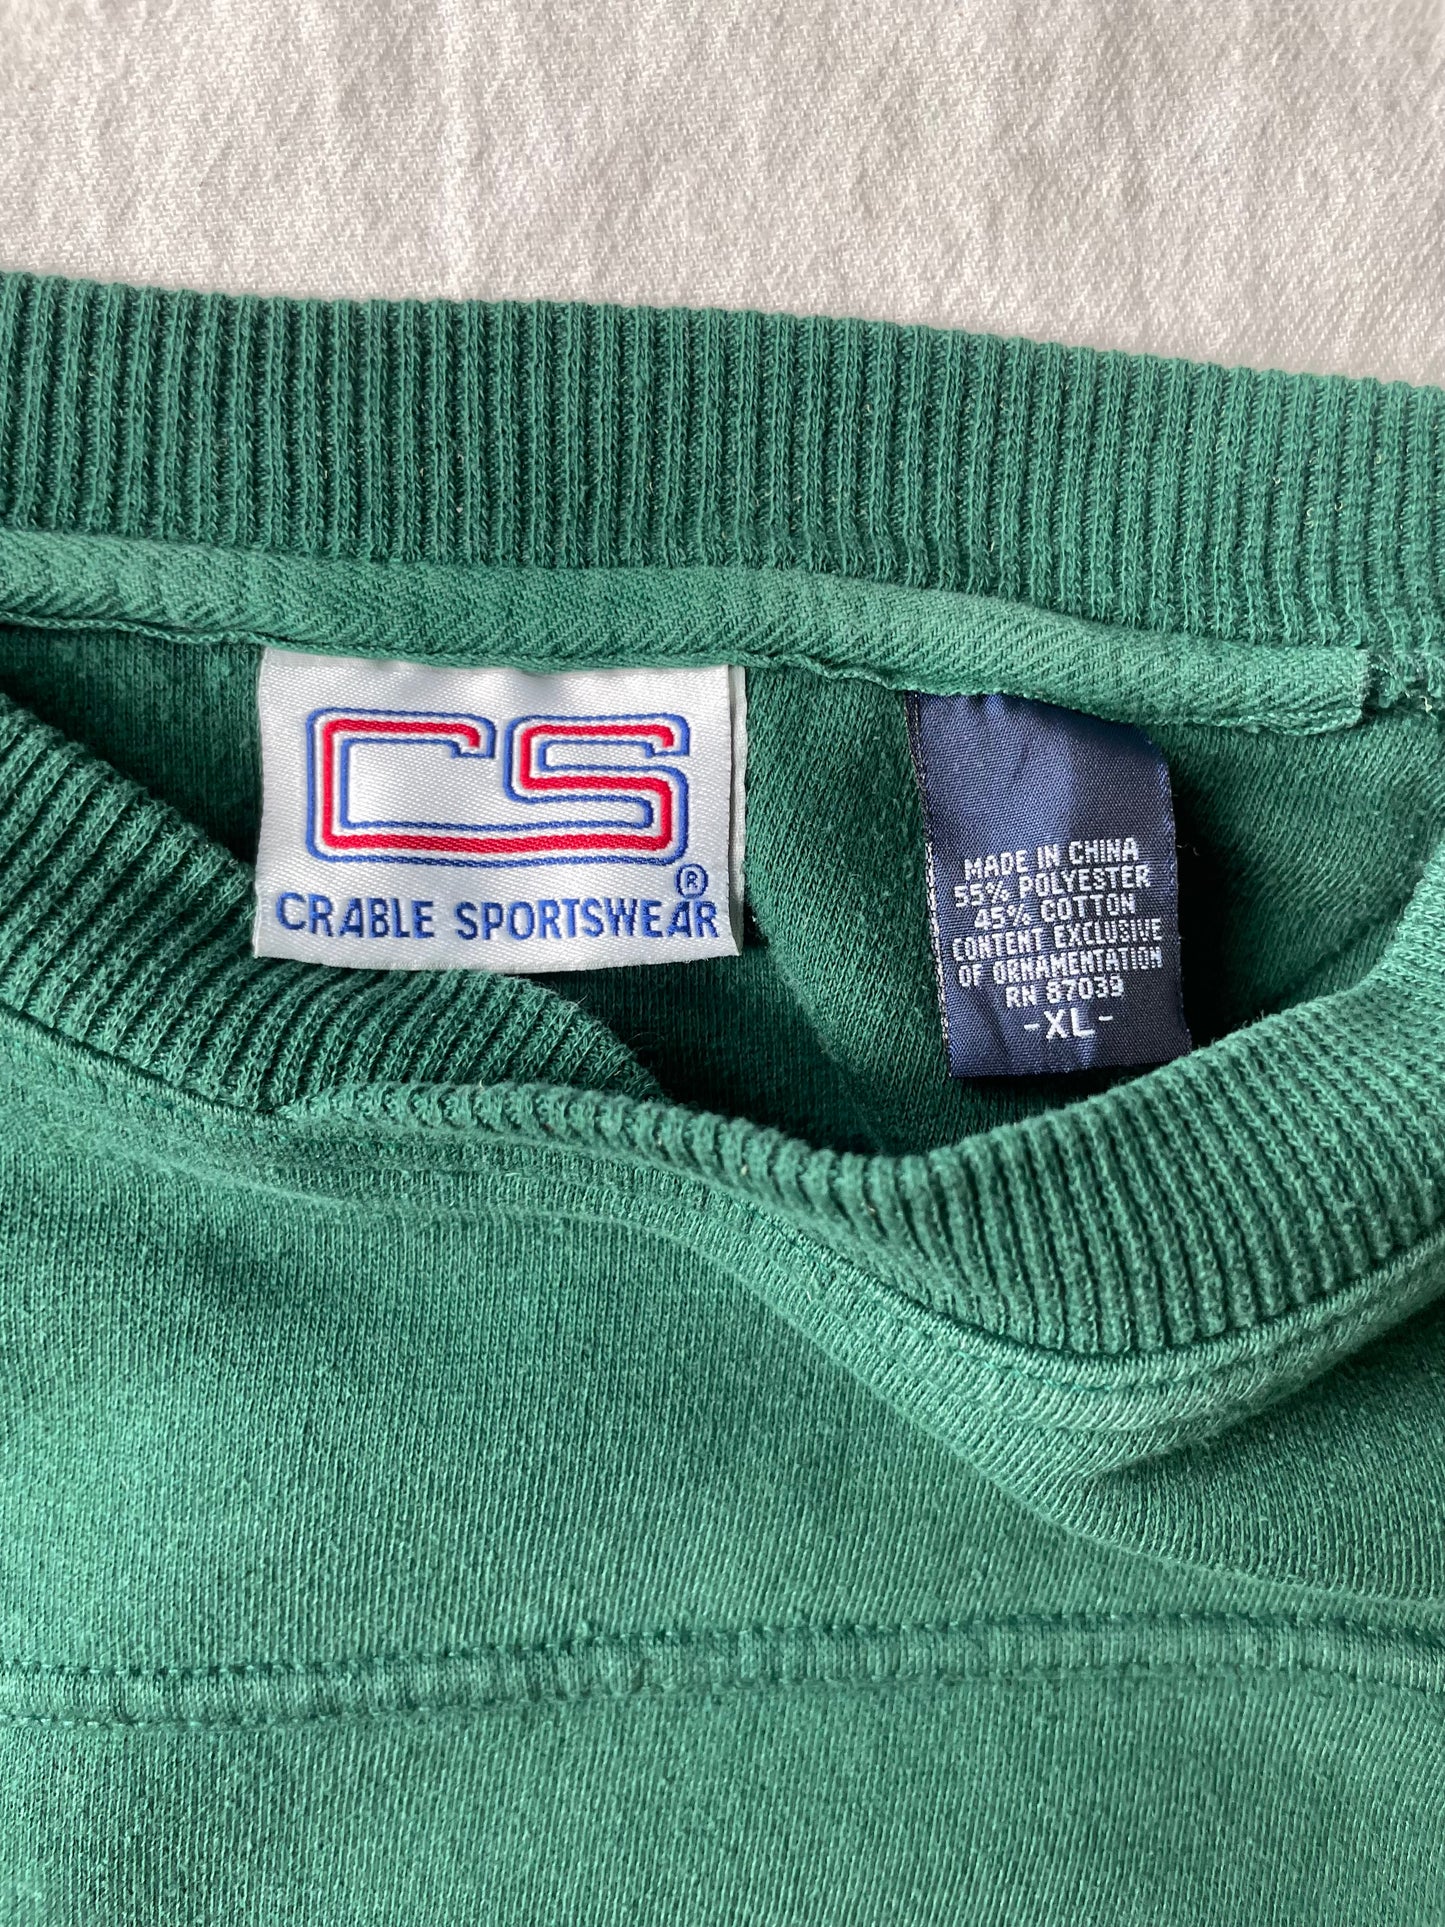 CS
®
CRABLE SPORTSWEAR
MADE IN CHINA
55% POLYESTER
45% COTTON
CONTENT EXCLUSIVE
OF ORNAMENTATION
RN 87039
-XL-